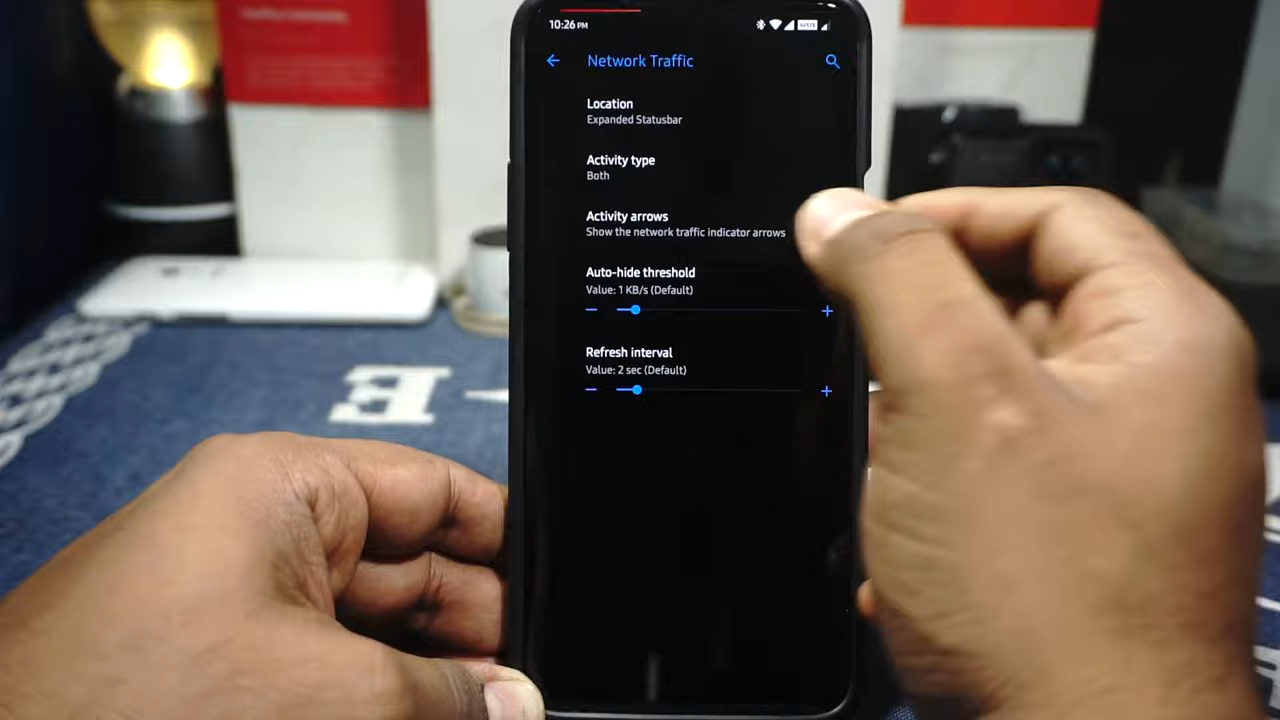 10:26 PM
Network Traffic
Location
Expanded Statusbar
Activity type
Both
Activity arrows
Show the network traffic indicator arrows
Auto-hide threshold
Value: 1 KB/s (Default)
Refresh interval
Value: 2 sec (Default)
E